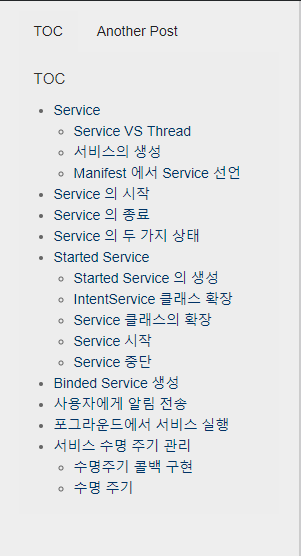 TOC Another Post
TOC
Service
Service VS Thread
서비스의 생성
Manifest 에서 Service 선언
Service 의 시작
Service 의 종료
Service 의 두 가지 상태
Started Service
Started Service 의 생성
IntentService 클래스 확장
Service 클래스의 확장
Service 시작
Service 중단
Binded Service 생성
사용자에게 알림 전송
포그라운드에서 서비스 실행
서비스 수명 주기 관리
수명주기 콜백 구현
수명 주기